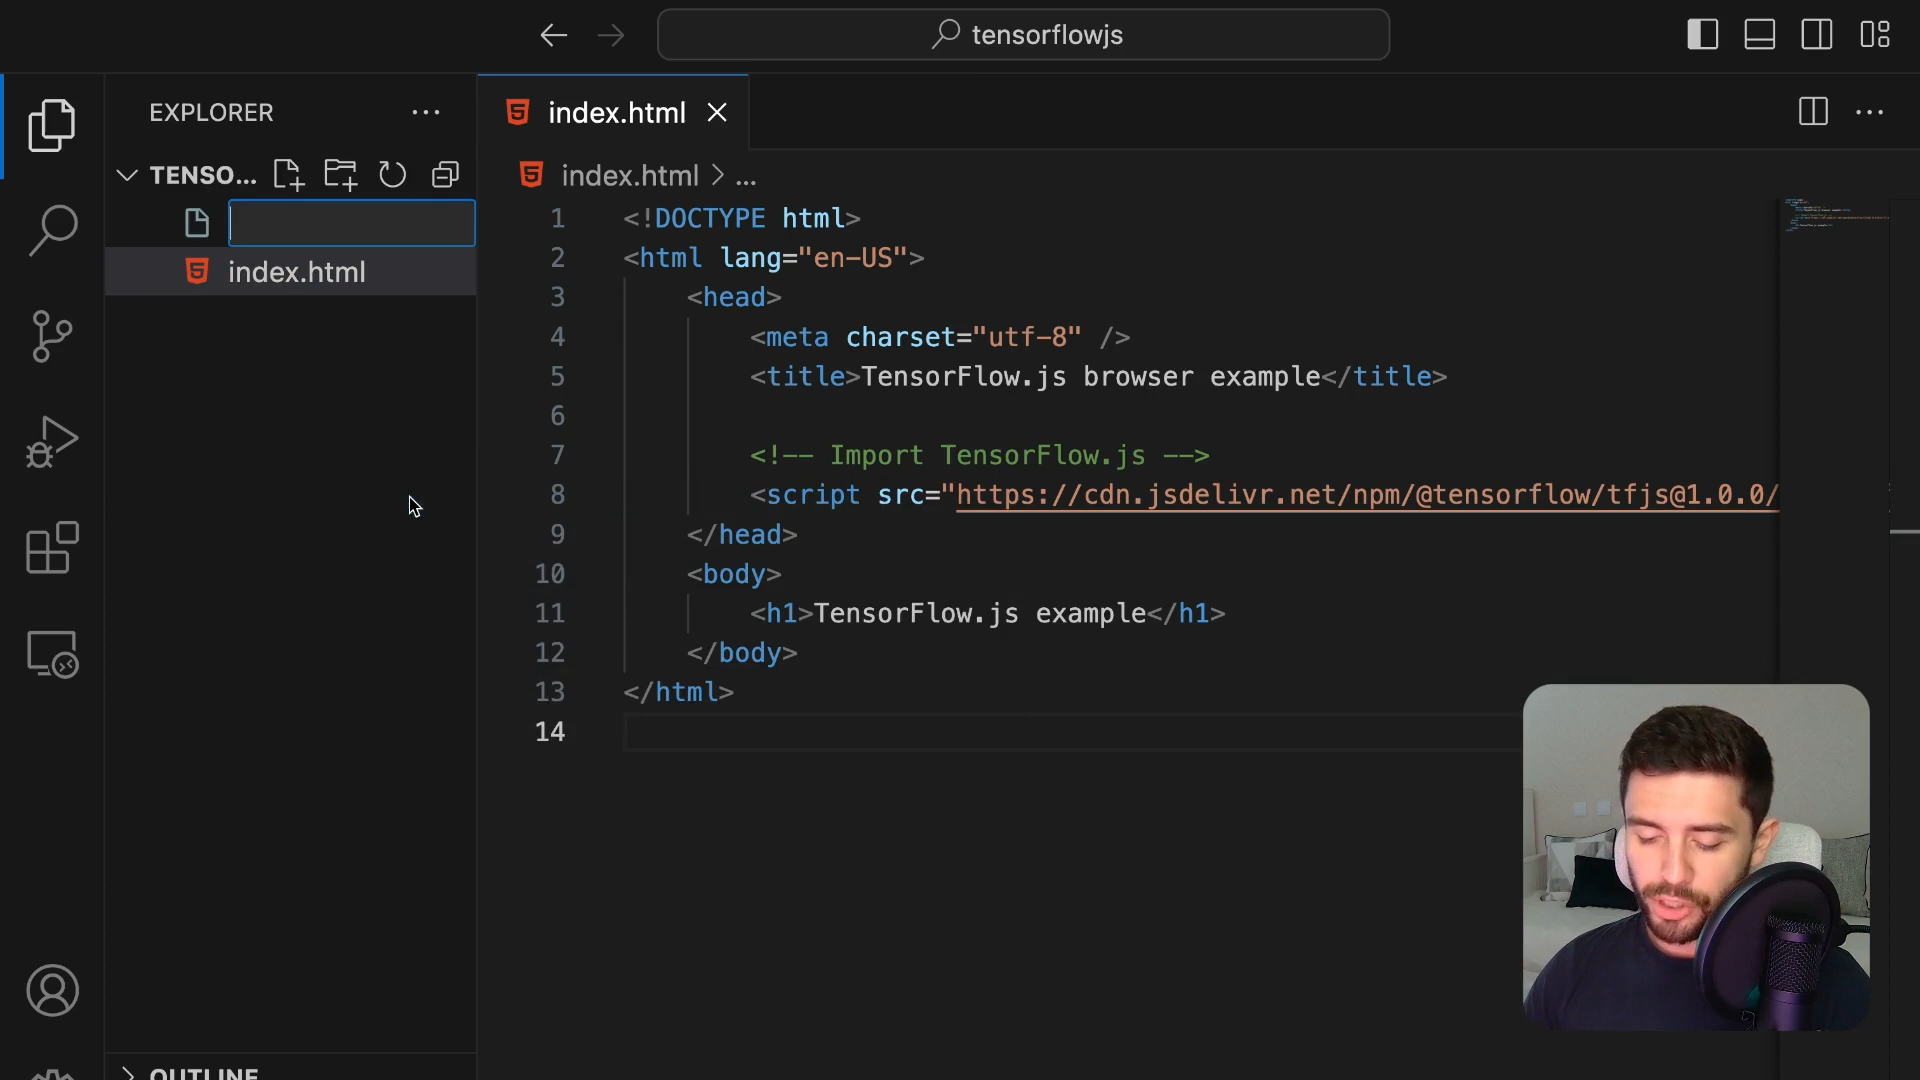 tensorflowjs
EXPLORER
index.html
TENSO...
index.html > ...
index.html
1 <!DOCTYPE html>
2 <html lang="en-US">
3 <head>
4 <meta charset="utf-8" />
5 <title>TensorFlow.js browser example</title>
6
7 <!-- Import TensorFlow.js -->
8 <script src="https://cdn.jsdelivr.net/npm/@tensorflow/tfjs@1.0.0/
9 </head>
10 <body>
11 <h1>TensorFlow.js example</h1>
12 </body>
13 </html>
14
OUTLINE